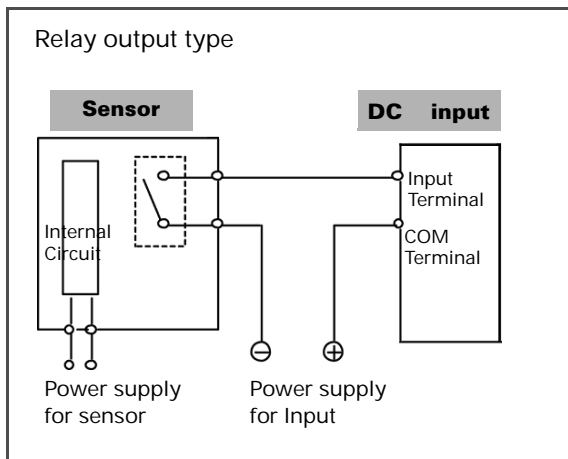 Relay output type
Sensor
DC input
Input
Terminal
COM
Terminal
Internal
Circuit
Power supply
for sensor
Power supply
for Input